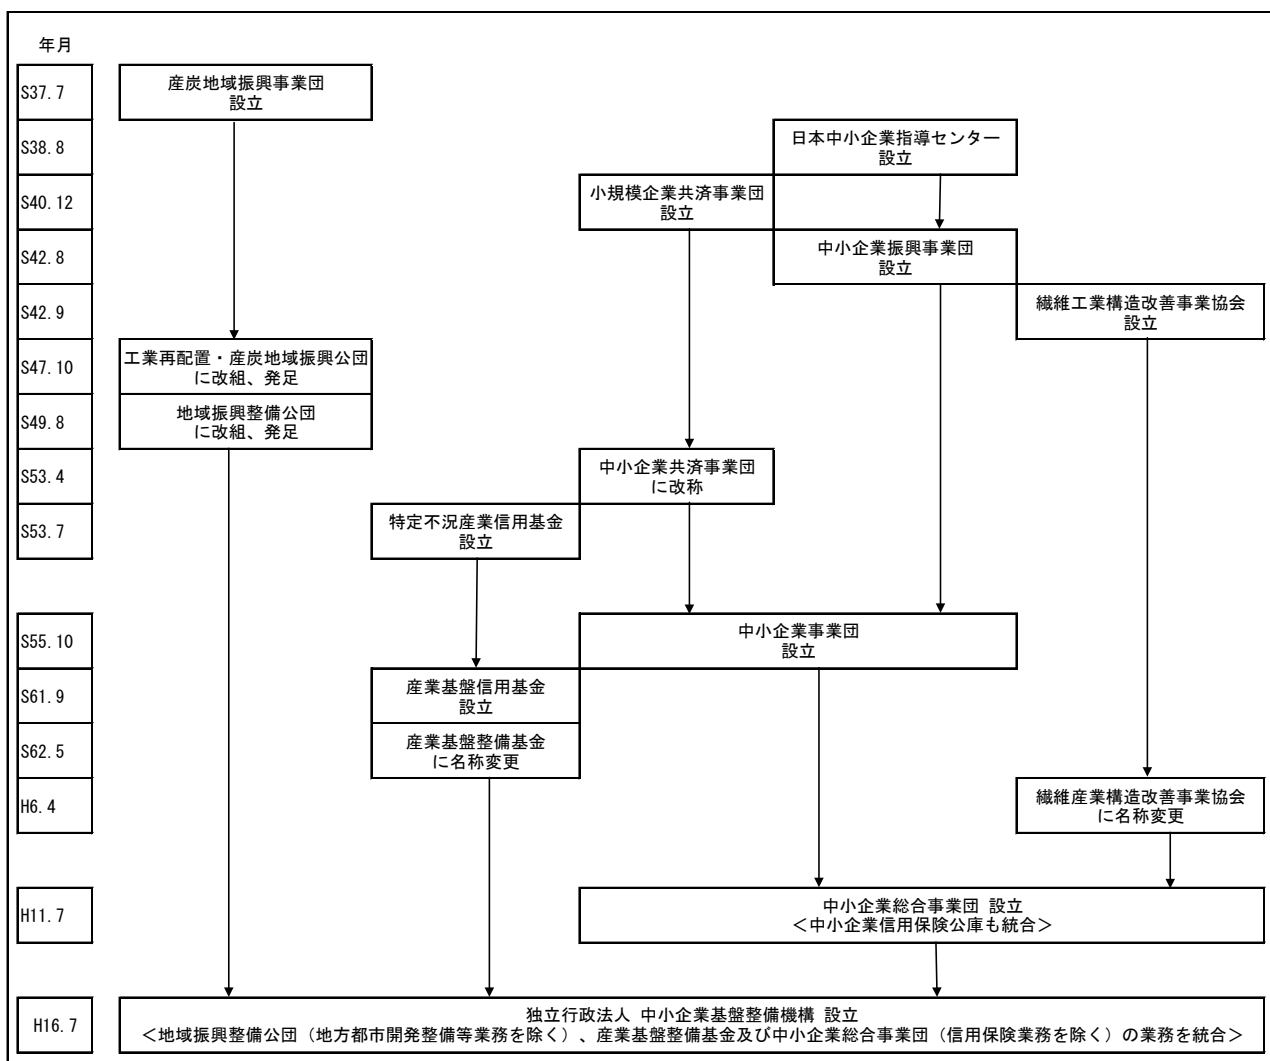 年月
S37.7
産炭地域振興事業団
設立
S38.8
日本中小企業指導センター
設立
S40.12
小規模企業共済事業団
設立
S42.8
中小企業振興事業団
設立
S42.9
繊維工業構造改善事業協会
設立
S47.10
工業再配置・産炭地域振興公団
に改組、発足
S49.8
地域振興整備公団
に改組、発足
S53.4
中小企業共済事業団
に改称
S53.7
特定不況産業信用基金
設立
S55.10
中小企業事業団
設立
S61.9
産業基盤信用基金
設立
S62.5
産業基盤整備基金
に名称変更
H6.4
繊維産業構造改善事業協会
に名称変更
H11.7
中小企業総合事業団 設立
＜中小企業信用保険公庫も統合＞
H16.7
独立行政法人 中小企業基盤整備機構 設立
＜地域振興整備公団（地方都市開発整備等業務を除く）、産業基盤整備基金及び中小企業総合事業団（信用保険業務を除く）の業務を統合＞